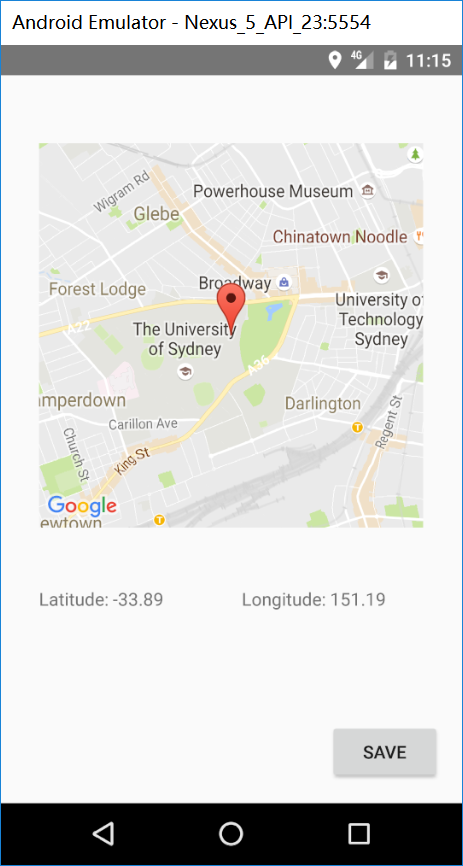 Android Emulator - Nexus_5_API_23:5554
4G 11:15
Wigram Rd
Powerhouse Museum
Glebe
Chinatown Noodle
Broadway
Forest Lodge
University of
Technology
Sydney
A22
The University
of Sydney
A36
amperdown
Darlington
Carillon Ave
Regent St
Church St
King St
Google
ewtown
Latitude: -33.89 Longitude: 151.19
SAVE